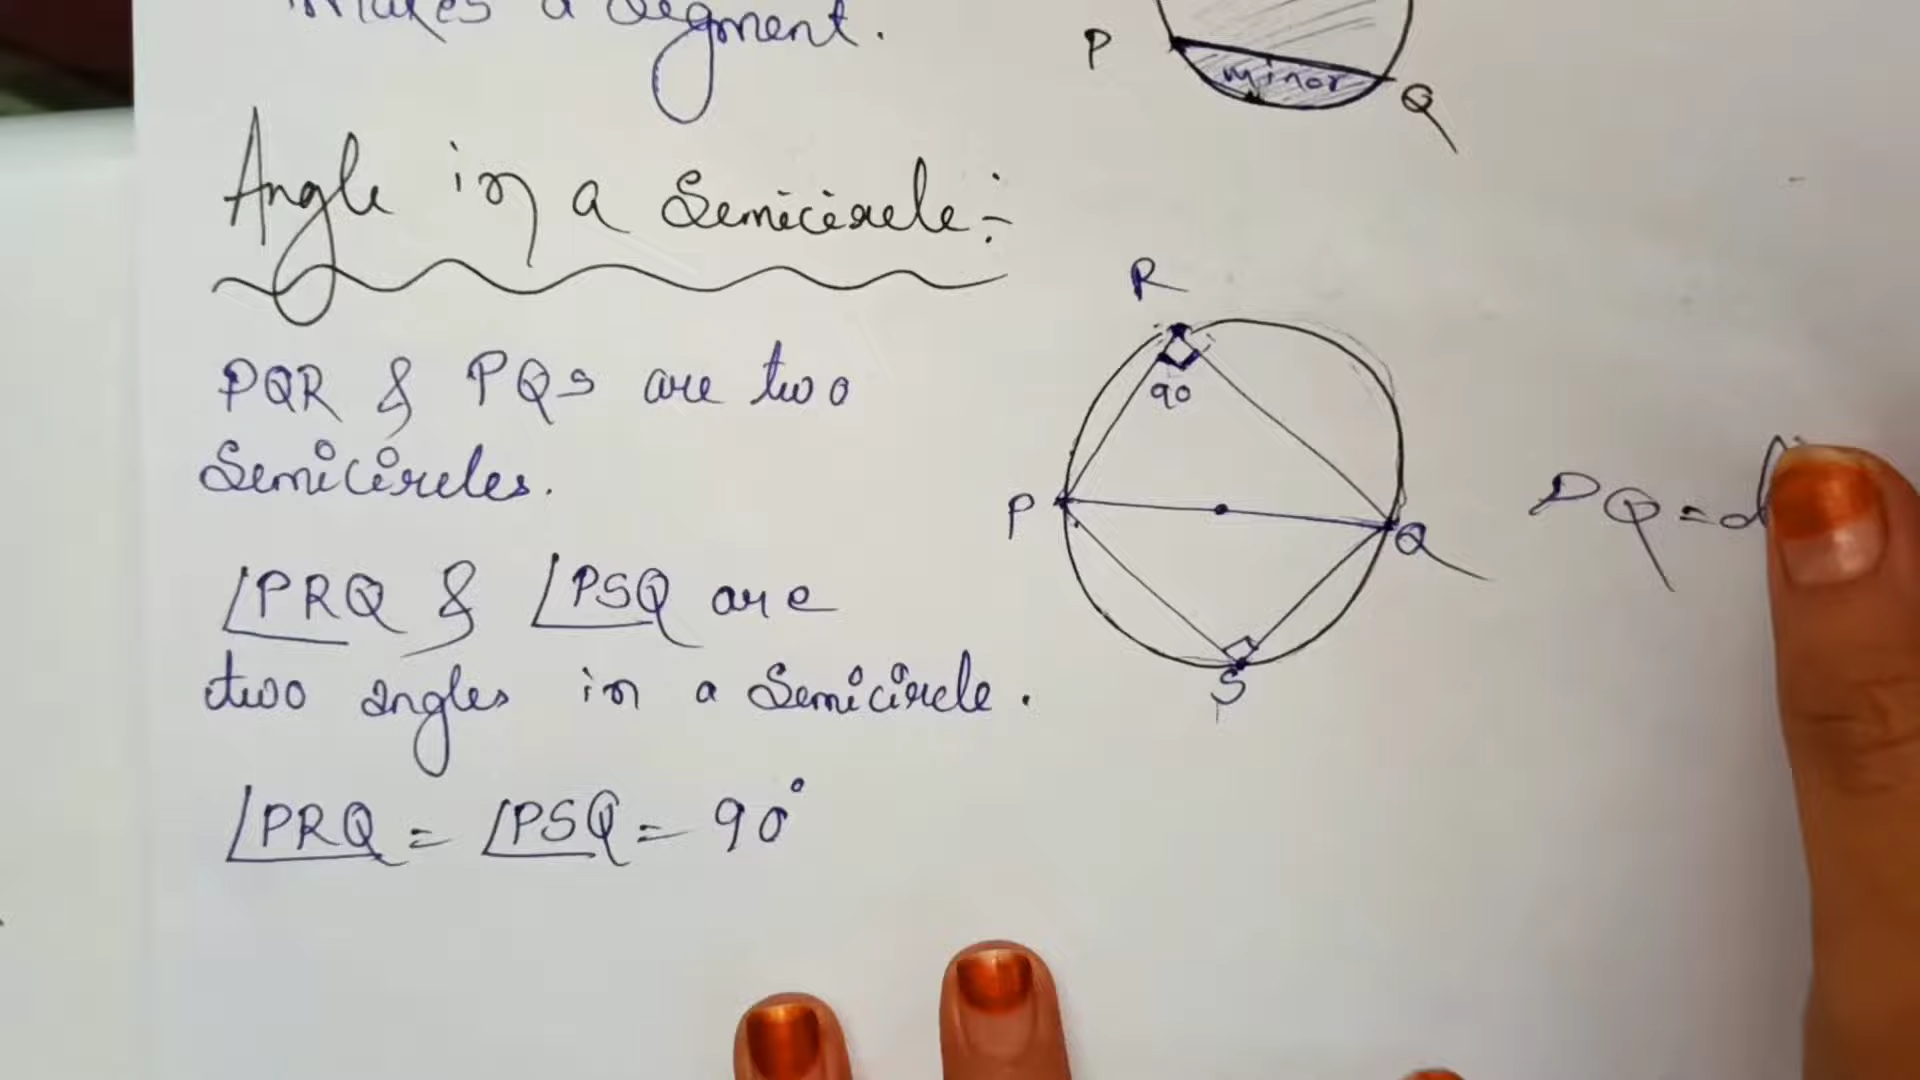 makes a segment.
P
minor
Q
Angle in a Semicircle:-
PQR & PQS are two
Semicircles.
∠PRQ & ∠PSQ are
two angles in a Semicircle.
∠PRQ = ∠PSQ = 90°
R
90
P
Q
S
PQ = d